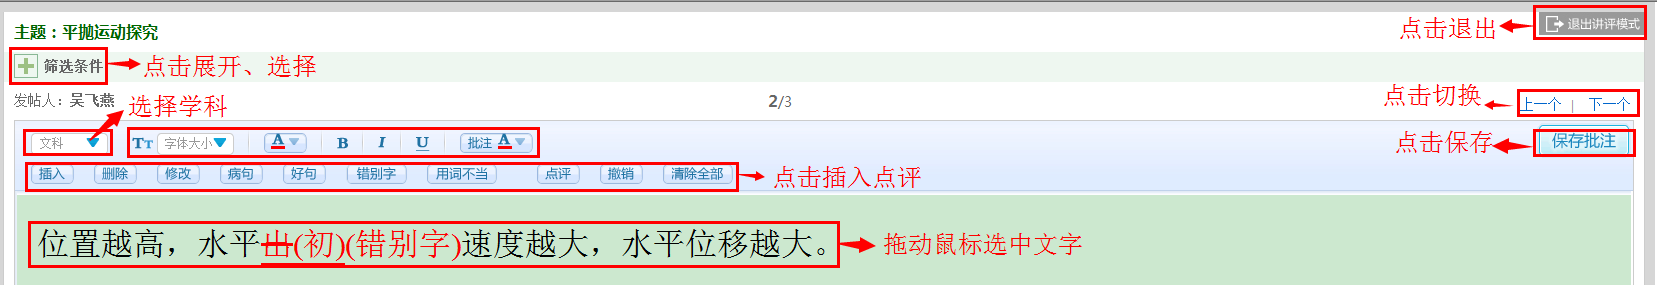 主题：平抛运动探究
点击退出
退出讲评模式
筛选条件
点击展开、选择
发帖人：吴飞燕
选择学科
2/3
点击切换
上一个 | 下一个
文科
TT 字体大小
A
B I U
批注 A
点击保存
保存批注
插入 删除 修改 病句 好句 错别字 用词不当 点评 撤销 清除全部
点击插入点评
位置越高，水平出(初)(错别字)速度越大，水平位移越大。
拖动鼠标选中文字